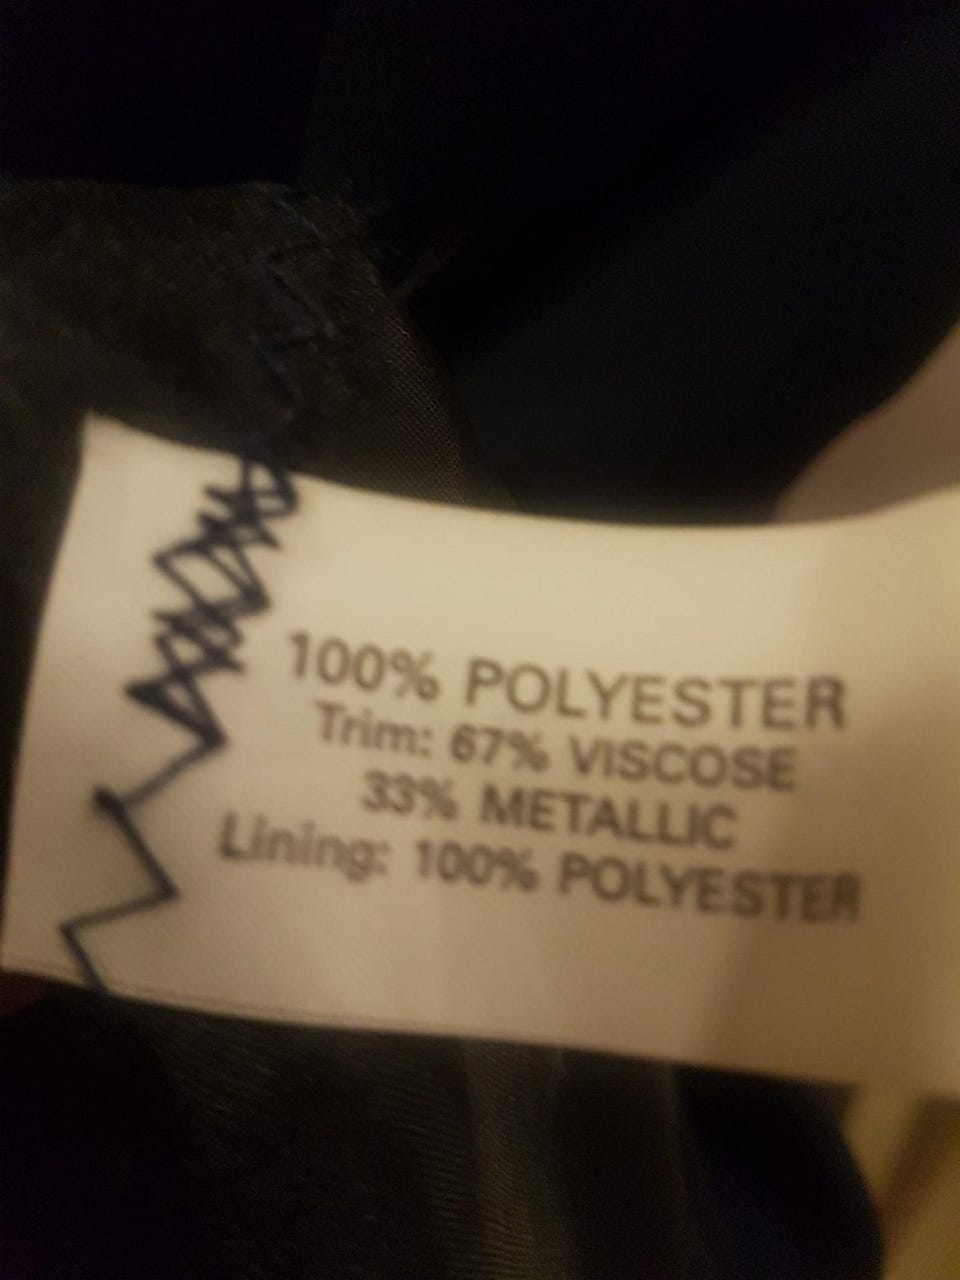 100% POLYESTER
Trim: 67% VISCOSE
33% METALLIC
Lining: 100% POLYESTER